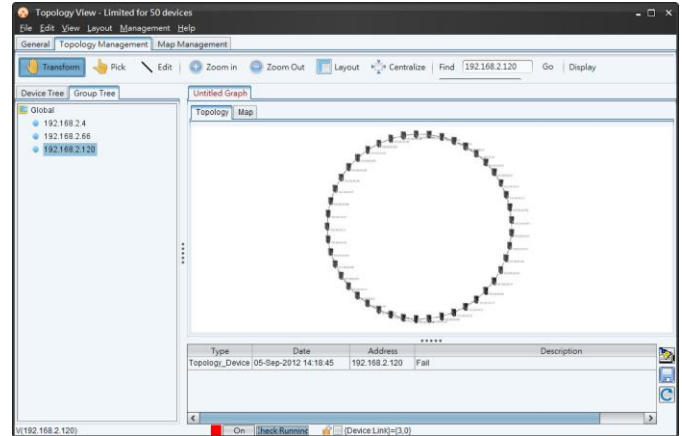 Topology View - Limited for 50 devices
File Edit View Layout Management Help
General Topology Management Map Management
Transform Pick Edit Zoom in Zoom Out Layout Centralize Find 192.168.2.120 Go Display
Device Tree Group Tree
Untitled Graph
Global
Topology Map
192.168.2.4
192.168.2.66
192.168.2.120
Type Date Address Description
Topology_Device 05-Sep-2012 14:18:45 192.168.2.120 Fail
V(192.168.2.120) On Check Running (Device:Link)=(3,0)